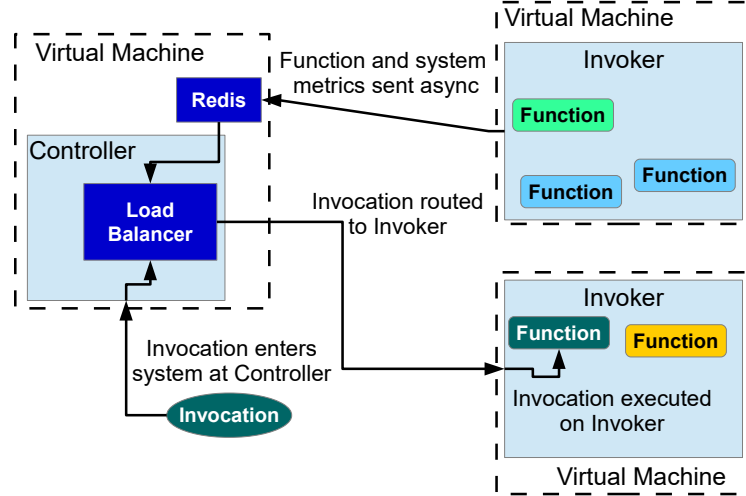 Virtual Machine
Redis
Controller
Load
Balancer
Function and system
metrics sent async
Virtual Machine
Invoker
Function
Function
Function
Invocation routed
to Invoker
Invocation enters
system at Controller
Invocation
Invoker
Function
Function
Invocation executed
on Invoker
Virtual Machine